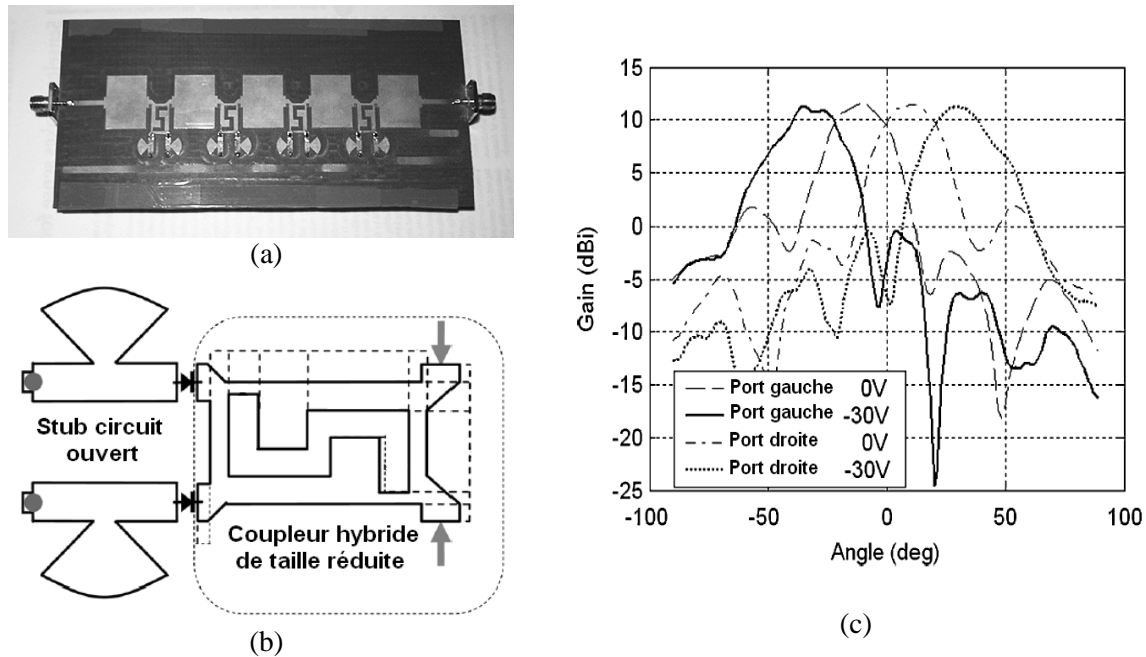 (a)
Stub circuit
ouvert
Coupleur hybride
de taille réduite
(b)
15
10
5
0
-5
-10
-15
-20
-25
Gain (dBi)
Port gauche 0V
Port gauche -30V
Port droite 0V
Port droite -30V
-100 -50 0 50 100
Angle (deg)
(c)